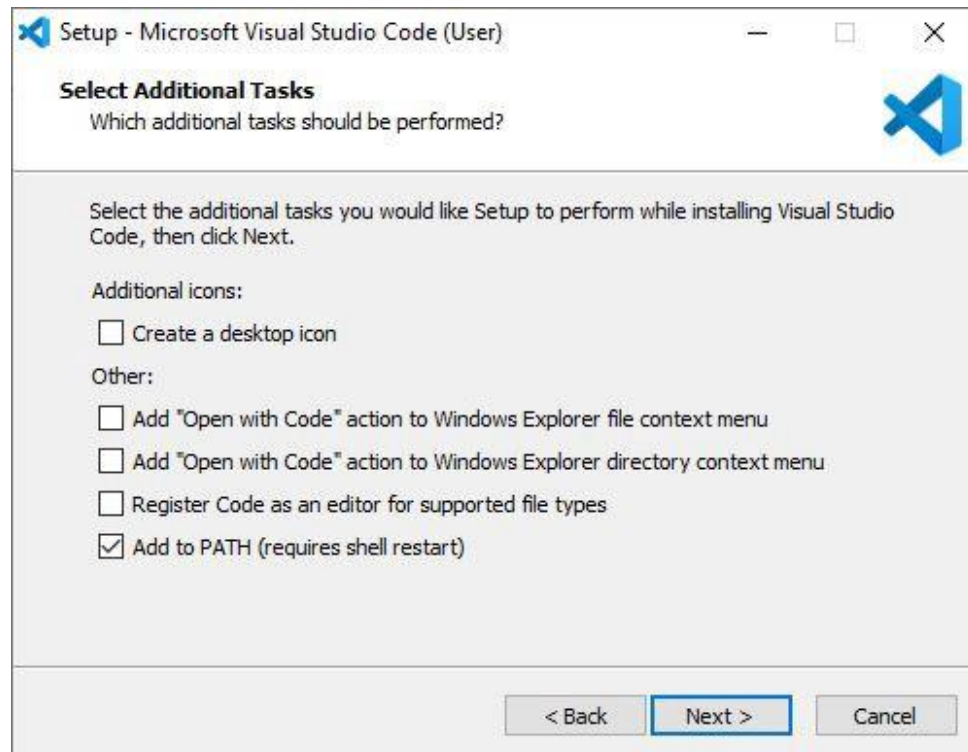 Setup - Microsoft Visual Studio Code (User)
Select Additional Tasks
Which additional tasks should be performed?
Select the additional tasks you would like Setup to perform while installing Visual Studio
Code, then click Next.
Additional icons:
Create a desktop icon
Other:
Add "Open with Code" action to Windows Explorer file context menu
Add "Open with Code" action to Windows Explorer directory context menu
Register Code as an editor for supported file types
Add to PATH (requires shell restart)
< Back Next > Cancel